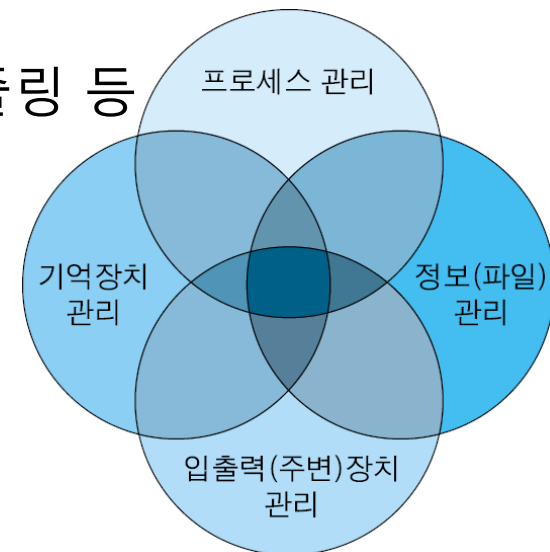 링 등
프로세스 관리
기억장치
관리
정보(파일)
관리
입출력(주변)장치
관리